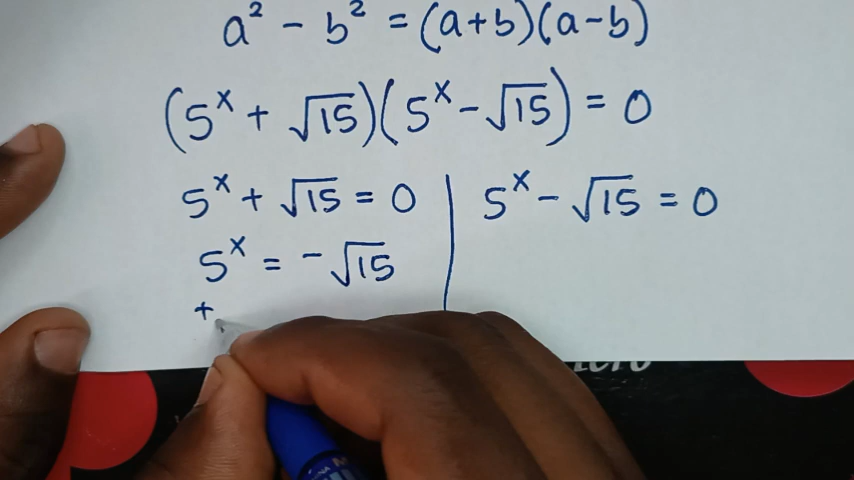 a² - b² = (a+b)(a-b)
(5ˣ + √15)(5ˣ - √15) = 0
5ˣ + √15 = 0
5ˣ = -√15
+
5ˣ - √15 = 0